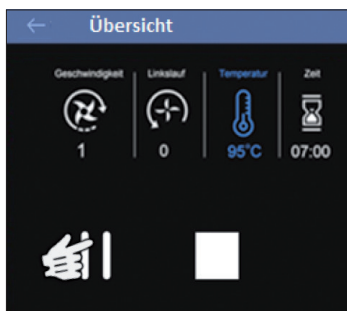 Übersicht
Geschwindigkeit Linkslauf Temperatur Zeit
1 0 95°C 07:00